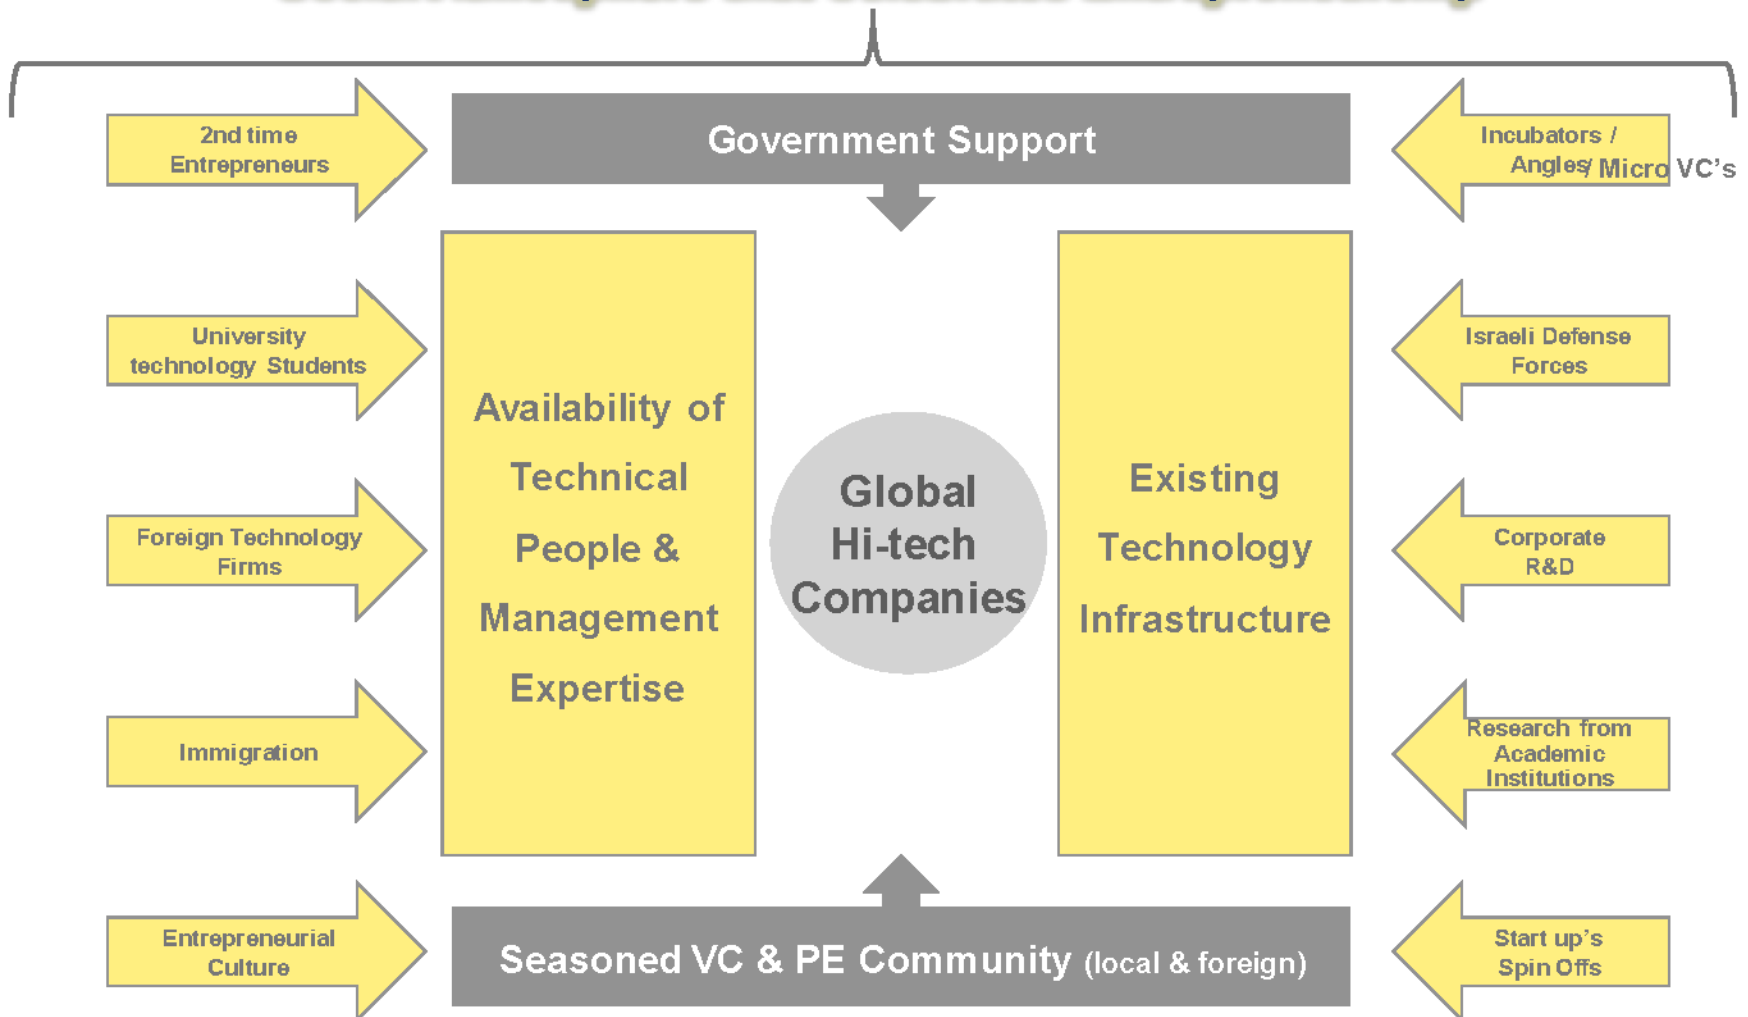 2nd time
Entrepreneurs
Government Support
Incubators /
Angles/ Micro VC's
University
technology Students
Israeli Defense
Forces
Availability of
Technical
People &
Management
Expertise
Global
Hi-tech
Companies
Existing
Technology
Infrastructure
Foreign Technology
Firms
Corporate
R&D
Immigration
Research from
Academic
Institutions
Entrepreneurial
Culture
Seasoned VC & PE Community (local & foreign)
Start up's
Spin Offs